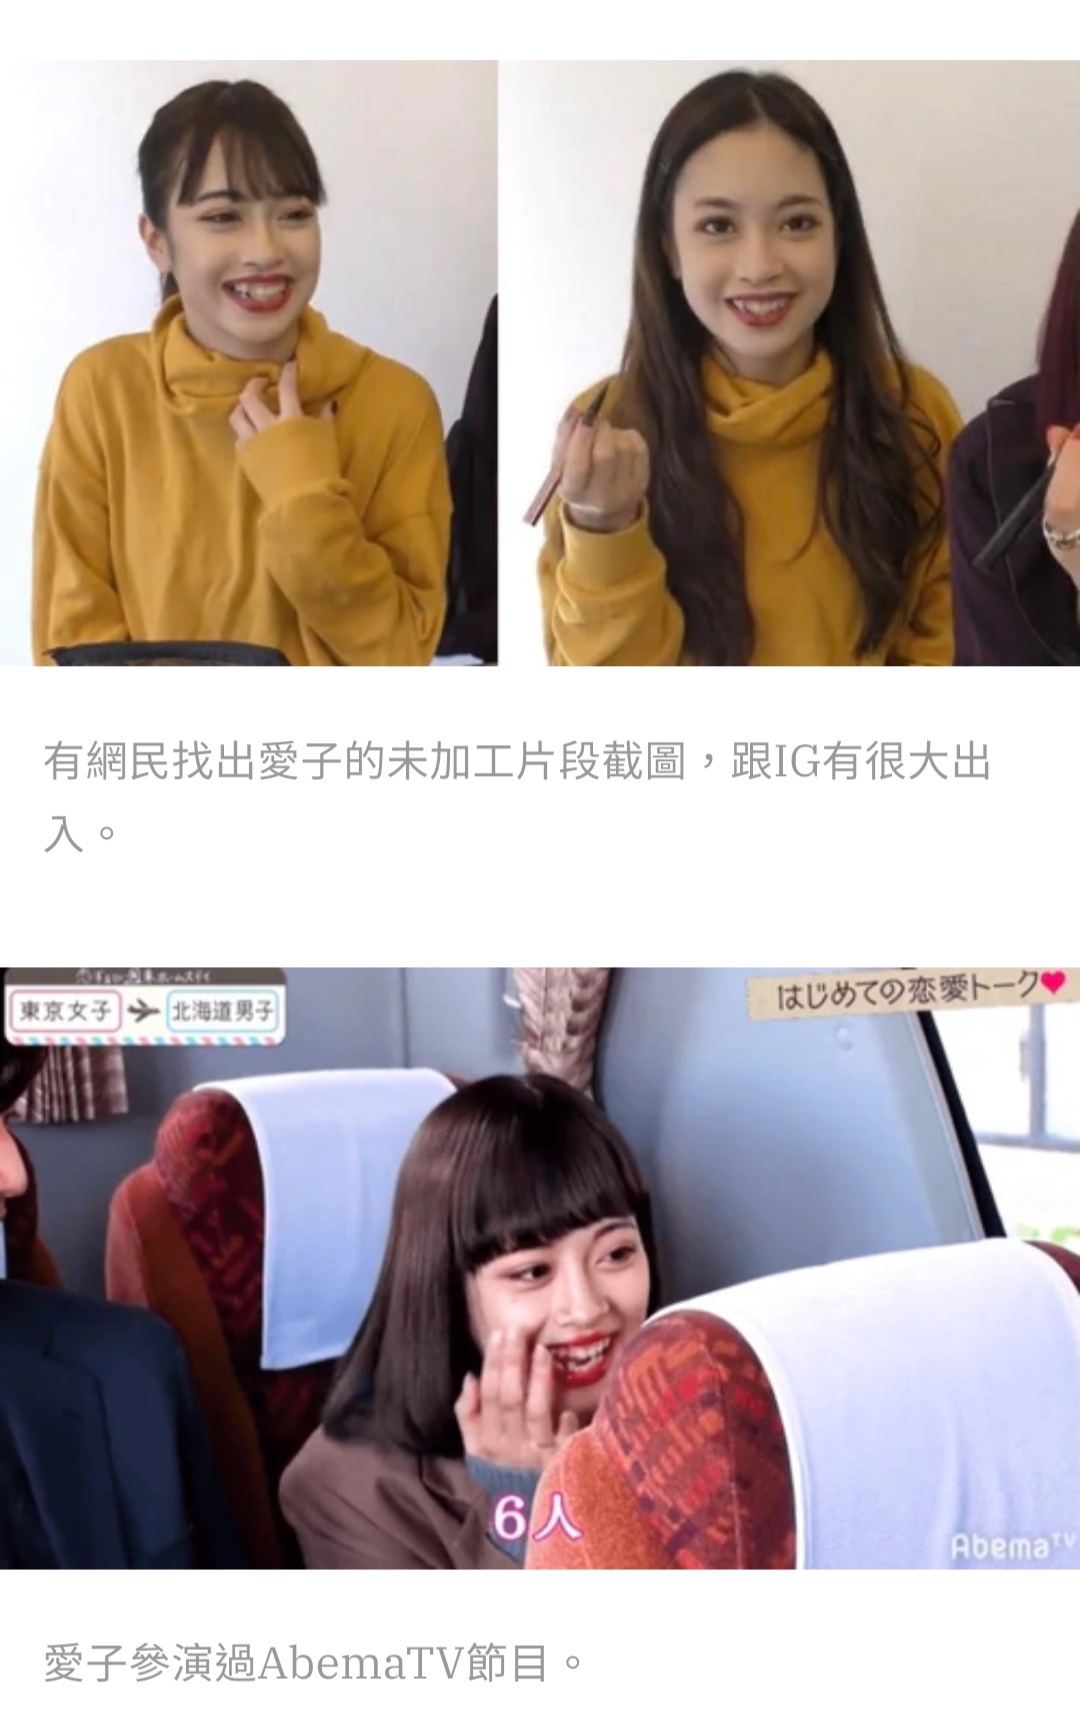 有網民找出愛子的未加工片段截圖，跟IG有很大出
入。
東京女子
北海道男子
はじめての恋愛トーク
6人
AbemaTV
愛子參演過AbemaTV節目。